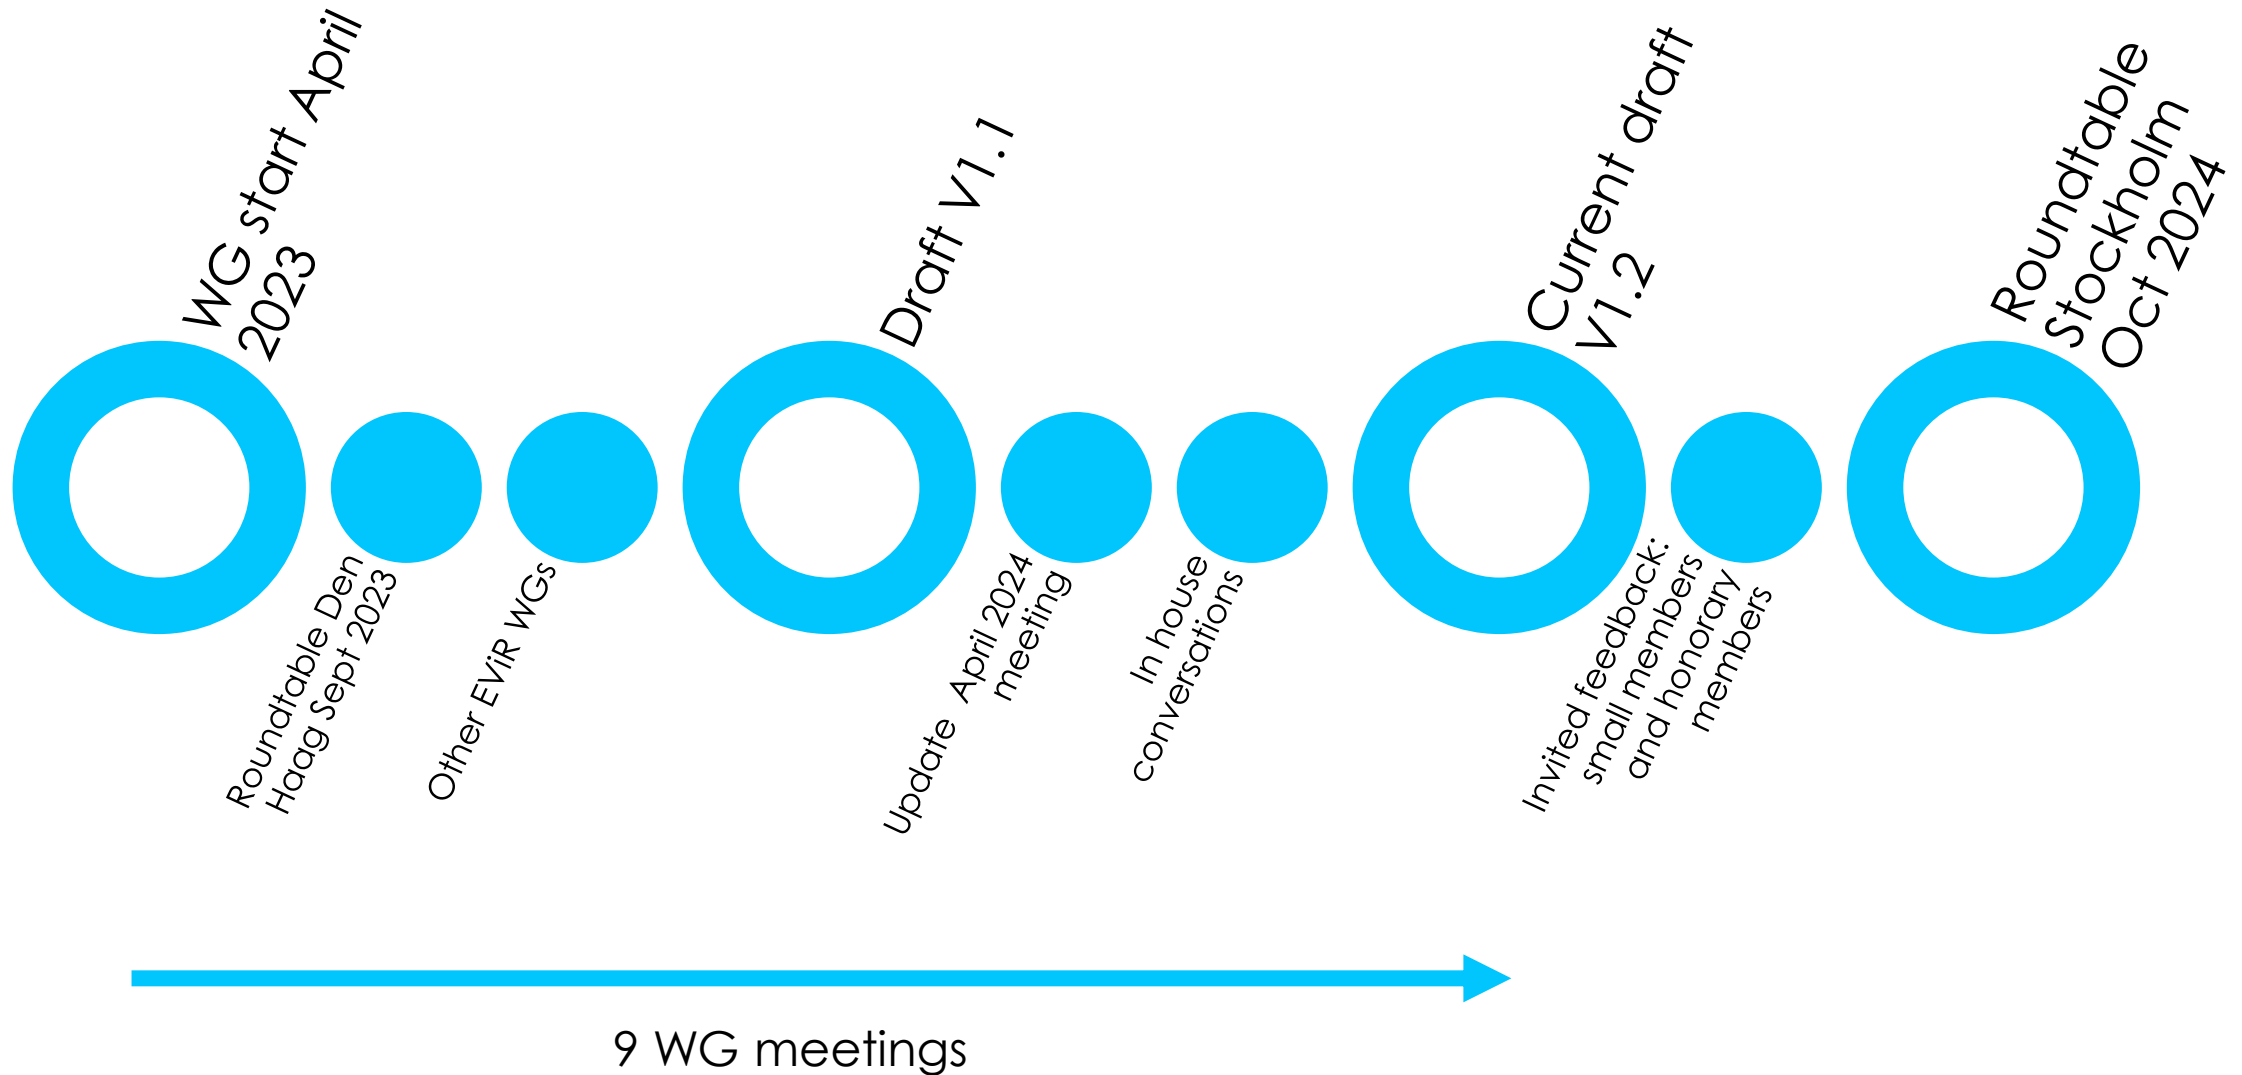 WG start April
2023
Roundtable Den
Haag Sept 2023
Other EViR WGs
Draft V1.1
Update  April 2024
meeting
In house
conversations
Current draft
V1.2
Invited feedback:
small members
and honorary
members
Roundtable
Stockholm
Oct 2024
9 WG meetings